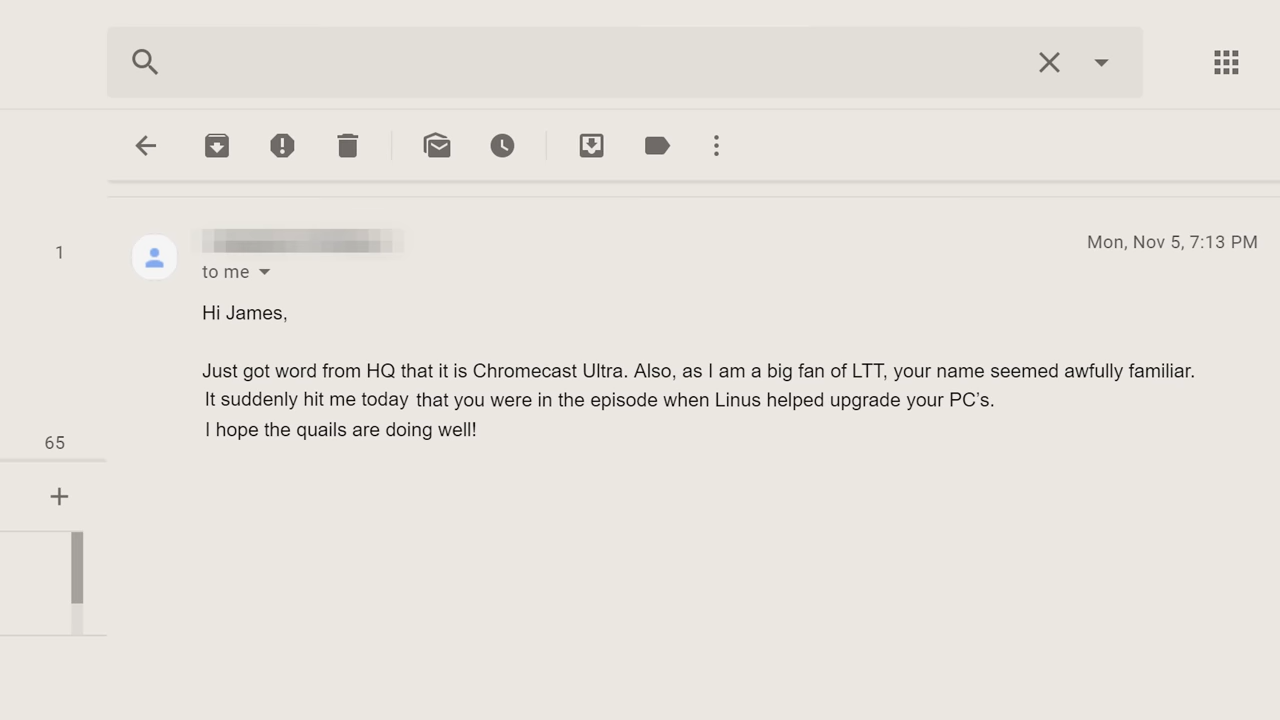 1
Mon, Nov 5, 7:13 PM
to me
Hi James,
Just got word from HQ that it is Chromecast Ultra. Also, as I am a big fan of LTT, your name seemed awfully familiar.
It suddenly hit me today that you were in the episode when Linus helped upgrade your PC's.
I hope the quails are doing well!
65